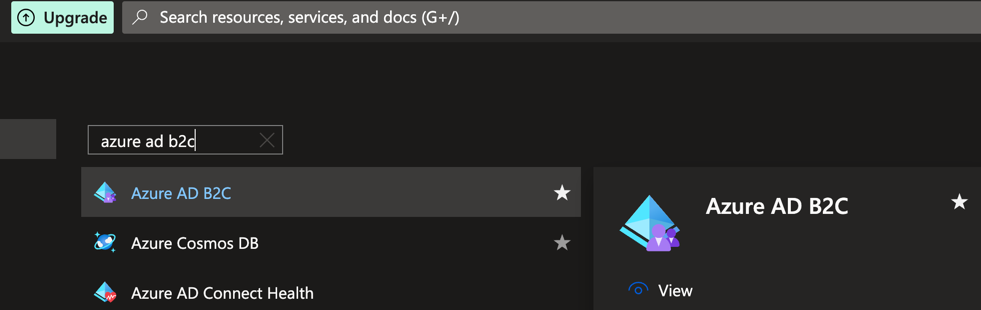 Upgrade
Search resources, services, and docs (G+/)
azure ad b2c
Azure AD B2C
Azure AD B2C
Azure Cosmos DB
Azure AD Connect Health
View